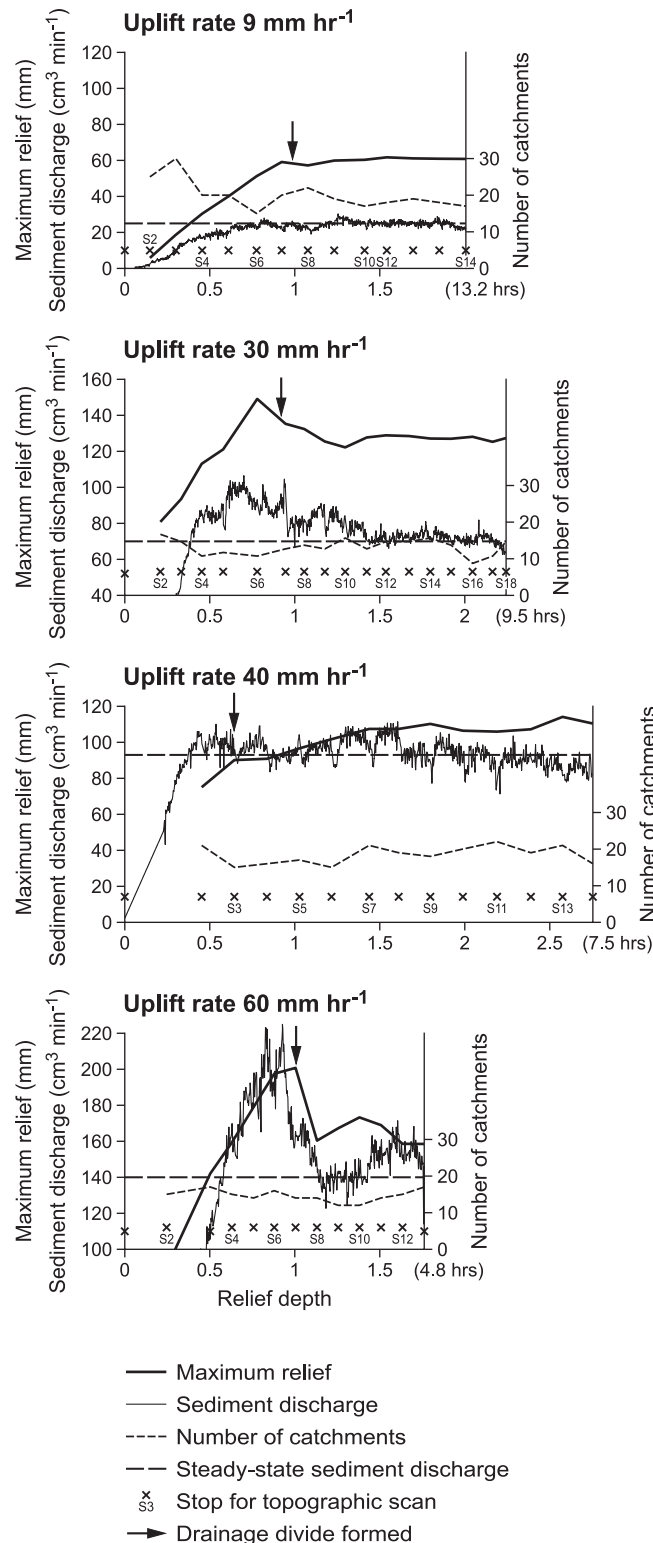 Uplift rate 9 mm hr-1
Maximum relief (mm)
Sediment discharge (cm3 min-1)
120
100
80
60
40
20
0
30
20
10
0
Number of catchments
S2
S4
S6
S8
S10
S12
S14
0
0.5
1
1.5
(13.2 hrs)
Uplift rate 30 mm hr-1
Maximum relief (mm)
Sediment discharge (cm3 min-1)
160
140
120
100
80
60
40
30
20
10
0
Number of catchments
S2
S4
S6
S8
S10
S12
S14
S16
S18
0
0.5
1
1.5
2
(9.5 hrs)
Uplift rate 40 mm hr-1
Maximum relief (mm)
Sediment discharge (cm3 min-1)
120
100
80
60
40
20
0
30
20
10
0
Number of catchments
S3
S5
S7
S9
S11
S13
0
0.5
1
1.5
2
2.5
(7.5 hrs)
Uplift rate 60 mm hr-1
Maximum relief (mm)
Sediment discharge (cm3 min-1)
220
200
180
160
140
120
100
30
20
10
0
Number of catchments
S2
S4
S6
S8
S10
S12
0
0.5
1
1.5
(4.8 hrs)
Relief depth
Maximum relief
Sediment discharge
Number of catchments
Steady-state sediment discharge
S3 Stop for topographic scan
Drainage divide formed